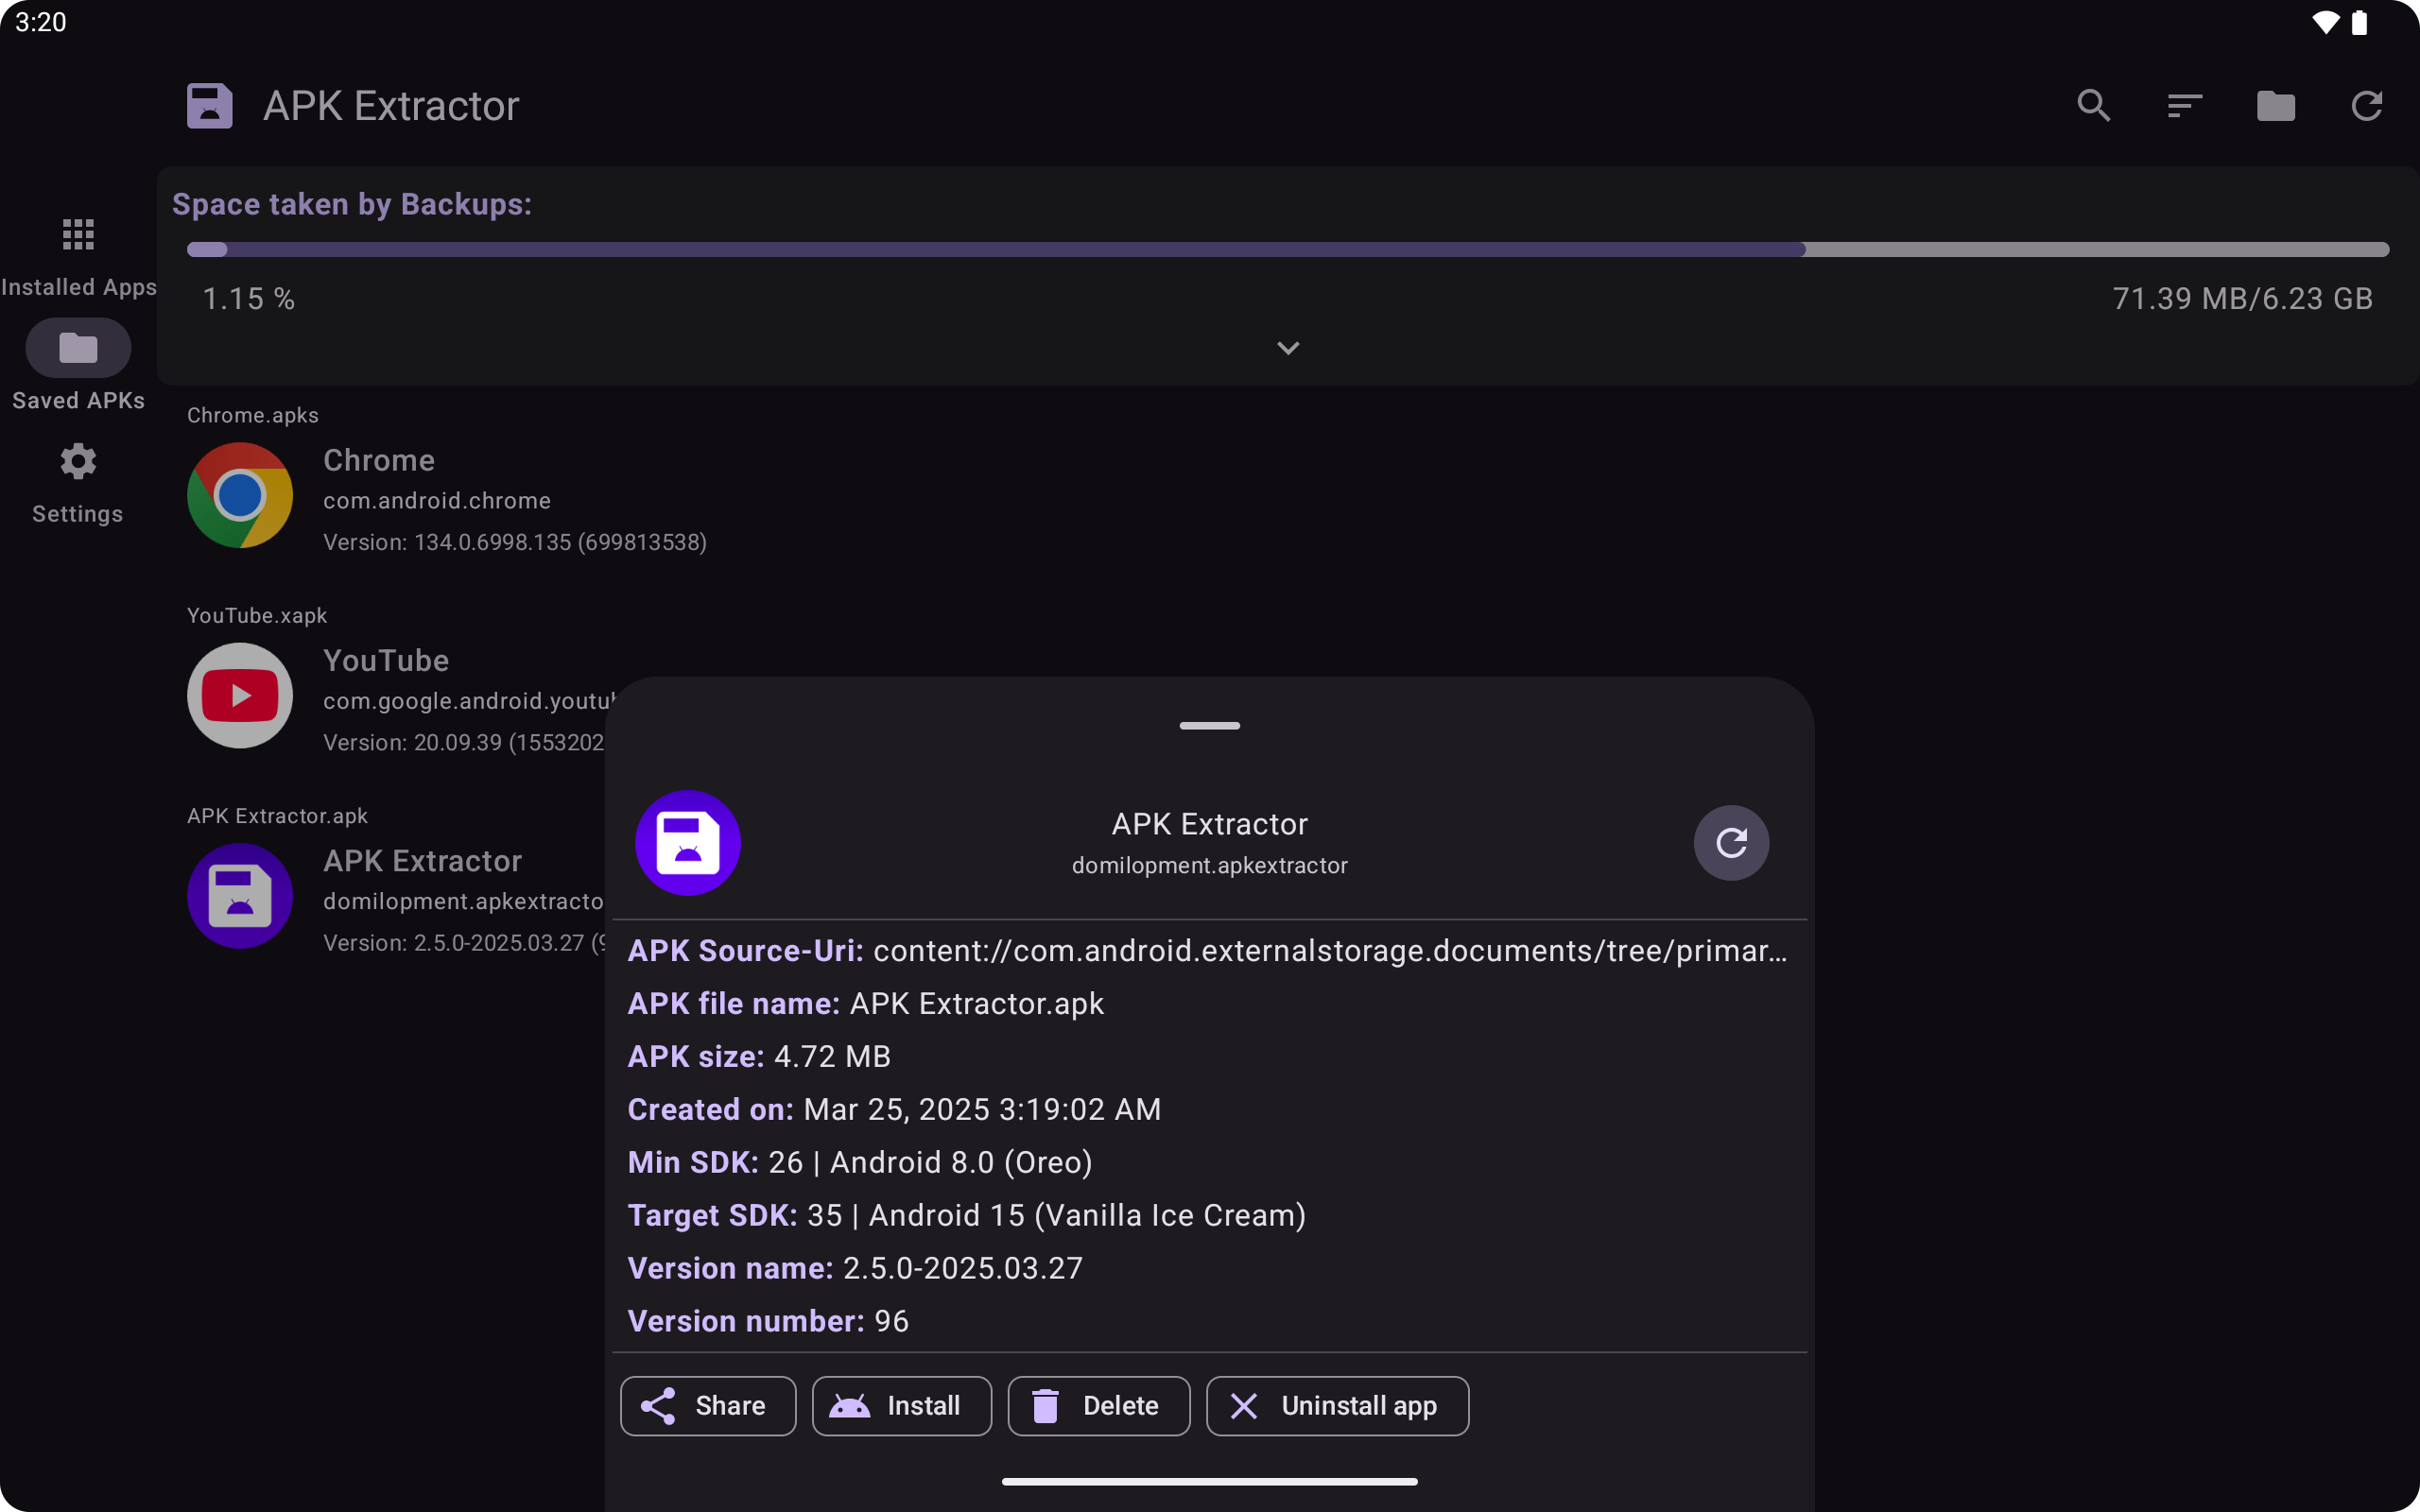 3:20
APK Extractor
Space taken by Backups:
1.15 %
71.39 MB/6.23 GB
Installed Apps
Saved APKs
Settings
Chrome.apks
Chrome
com.android.chrome
Version: 134.0.6998.135 (699813538)
YouTube.xapk
YouTube
com.google.android.youtu
Version: 20.09.39 (1553202
APK Extractor.apk
APK Extractor
domilopment.apkextracto
Version: 2.5.0-2025.03.27 (9
APK Extractor
domilopment.apkextractor
APK Source-Uri: content://com.android.externalstorage.documents/tree/primar...
APK file name: APK Extractor.apk
APK size: 4.72 MB
Created on: Mar 25, 2025 3:19:02 AM
Min SDK: 26 | Android 8.0 (Oreo)
Target SDK: 35 | Android 15 (Vanilla Ice Cream)
Version name: 2.5.0-2025.03.27
Version number: 96
Share
Install
Delete
Uninstall app